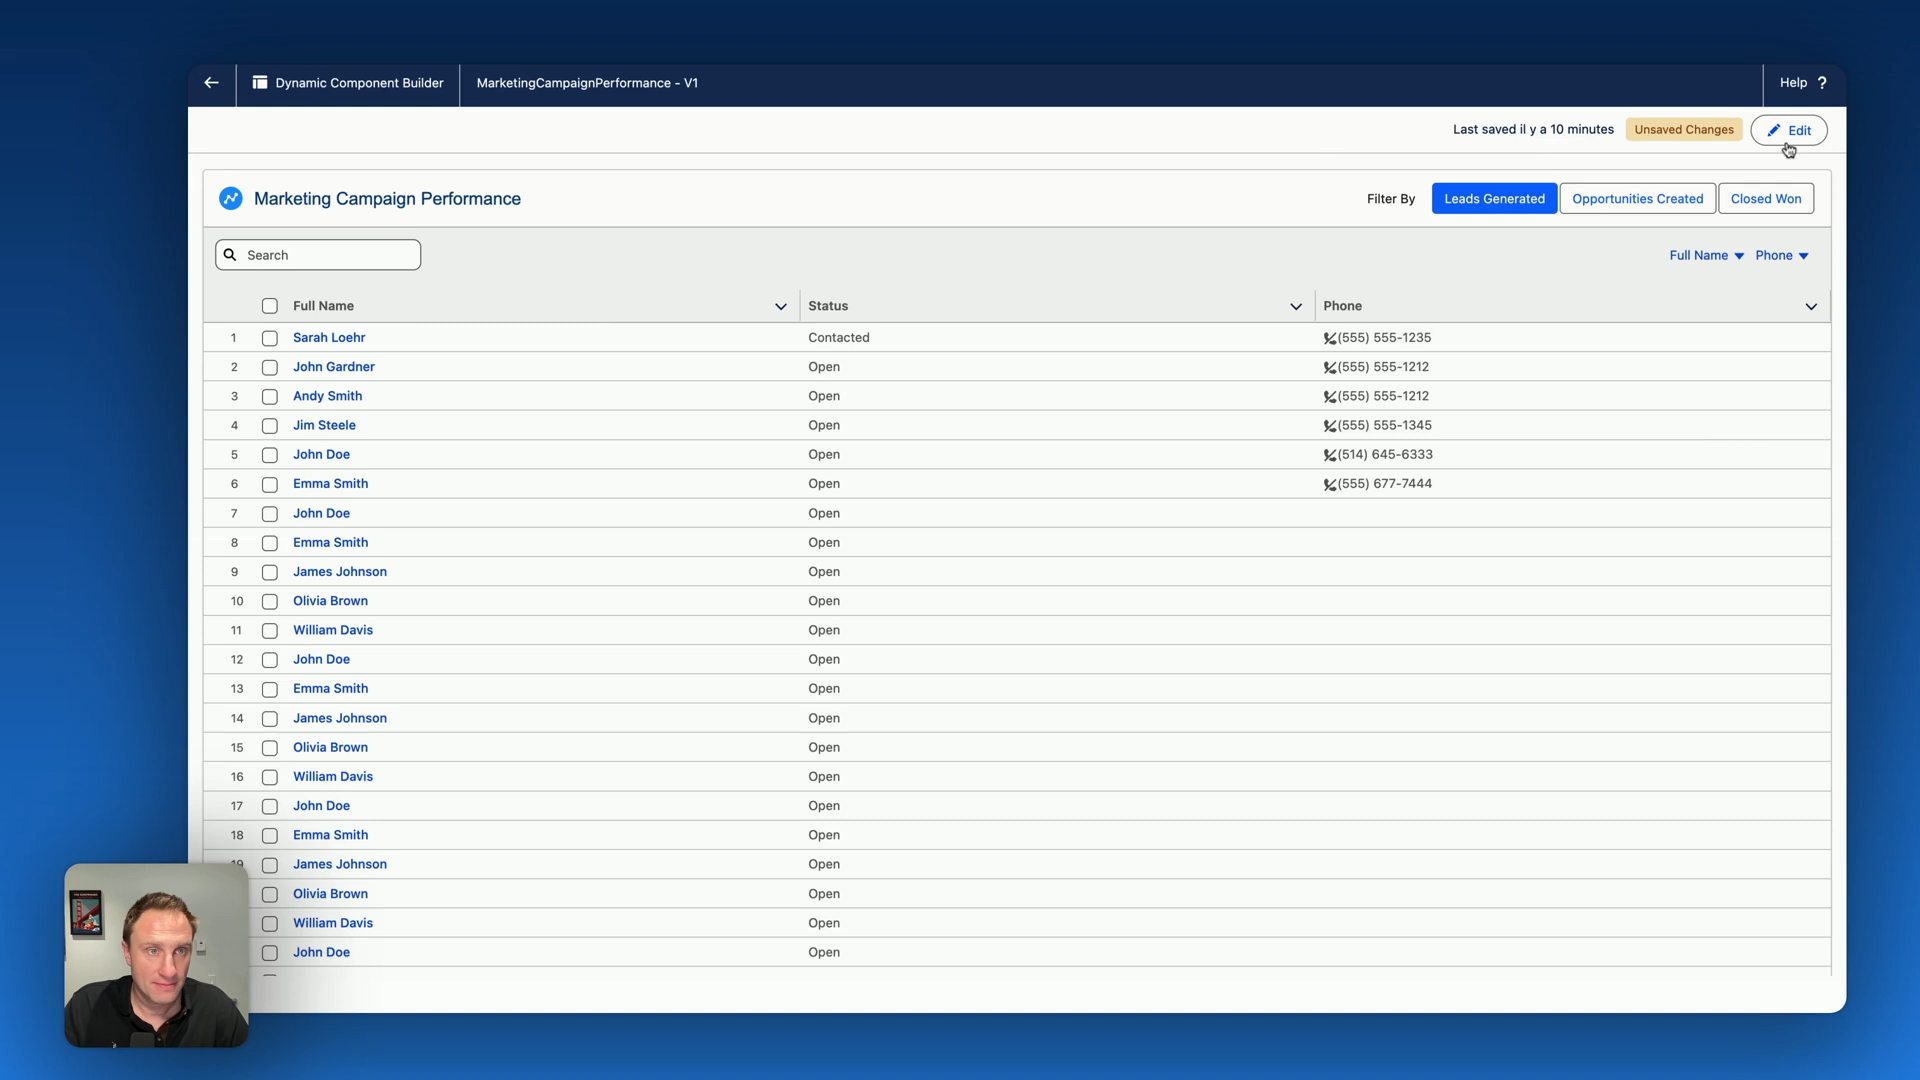 Dynamic Component Builder
MarketingCampaignPerformance - V1
Help ?
Last saved il y a 10 minutes
Unsaved Changes
Edit
Marketing Campaign Performance
Filter By
Leads Generated
Opportunities Created
Closed Won
Search
Full Name
Phone
Full Name Status Phone
1 Sarah Loehr Contacted (555) 555-1235
2 John Gardner Open (555) 555-1212
3 Andy Smith Open (555) 555-1212
4 Jim Steele Open (555) 555-1345
5 John Doe Open (514) 645-6333
6 Emma Smith Open (555) 677-7444
7 John Doe Open
8 Emma Smith Open
9 James Johnson Open
10 Olivia Brown Open
11 William Davis Open
12 John Doe Open
13 Emma Smith Open
14 James Johnson Open
15 Olivia Brown Open
16 William Davis Open
17 John Doe Open
18 Emma Smith Open
19 James Johnson Open
Olivia Brown Open
William Davis Open
John Doe Open